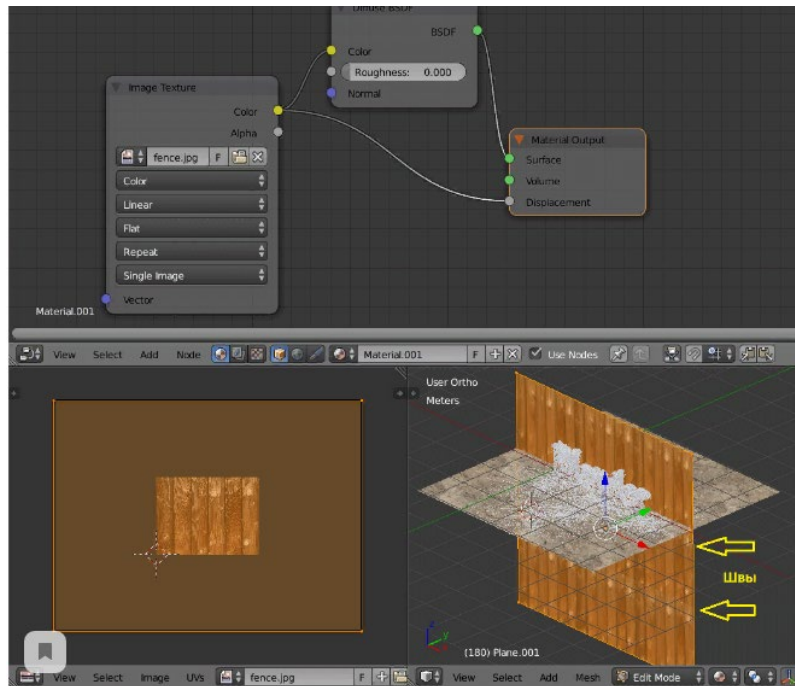 Diffuse BSDF
BSDF
Color
Roughness: 0.000
Normal
Image Texture
Color
Alpha
fence.jpg F
Color
Linear
Flat
Repeat
Single Image
Vector
Material Output
Surface
Volume
Displacement
Material.001
View Select Add Node Material.001 F Use Nodes
User Ortho
Meters
Швы
z
y
(180) Plane.001
View Select Image UVs fence.jpg F
View Select Add Mesh Edit Mode